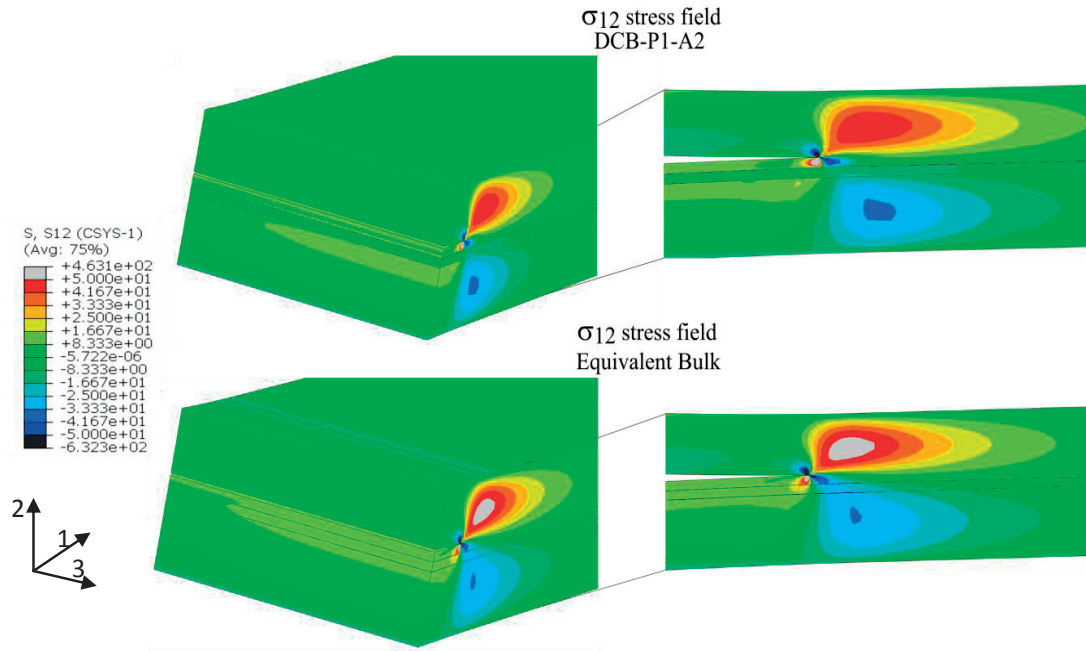 σ12 stress field
DCB-P1-A2
S, S12 (CSYS-1)
(Avg: 75%)
+4.631e+02
+5.000e+01
+4.167e+01
+3.333e+01
+2.500e+01
+1.667e+01
+8.333e+00
-5.722e-06
-8.333e+00
-1.667e+01
-2.500e+01
-3.333e+01
-4.167e+01
-5.000e+01
-6.323e+02
σ12 stress field
Equivalent Bulk
2
1
3